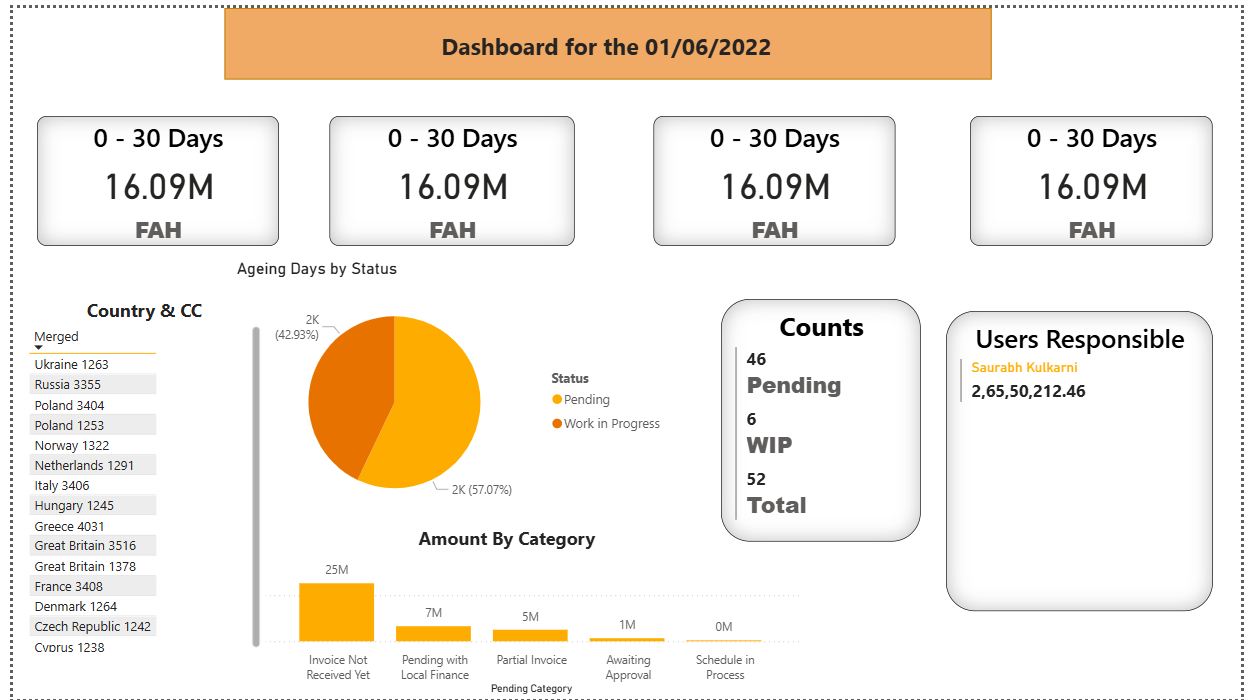 Dashboard for the 01/06/2022
0 - 30 Days
16.09M
FAH
0 - 30 Days
16.09M
FAH
0 - 30 Days
16.09M
FAH
0 - 30 Days
16.09M
FAH
Country & CC
Merged
Ukraine 1263
Russia 3355
Poland 3404
Poland 1253
Norway 1322
Netherlands 1291
Italy 3406
Hungary 1245
Greece 4031
Great Britain 3516
Great Britain 1378
France 3408
Denmark 1264
Czech Republic 1242
Cyprus 1238
Ageing Days by Status
2K
(42.93%)
2K (57.07%)
Status
Pending
Work in Progress
Amount By Category
25M
7M
5M
1M
0M
Invoice Not
Received Yet
Pending with
Local Finance
Partial Invoice
Awaiting
Approval
Schedule in
Process
Pending Category
Counts
46
Pending
6
WIP
52
Total
Users Responsible
Saurabh Kulkarni
2,65,50,212.46